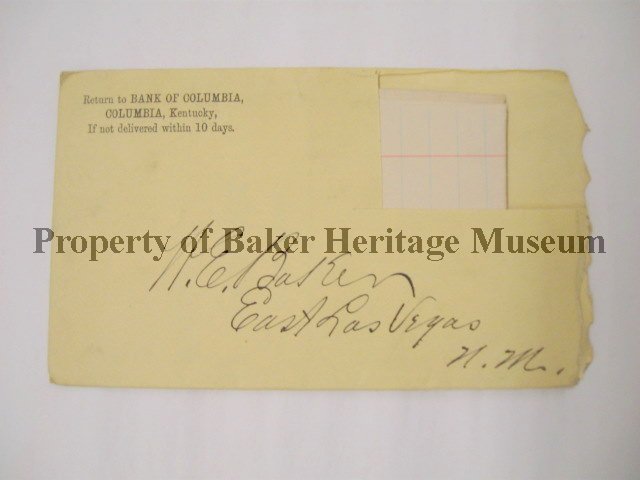 Return to BANK OF COLUMBIA,
COLUMBIA, Kentucky,
If not delivered within 10 days.
Property of Baker Heritage Museum
W. E. Baker
East Las Vegas
N. M.